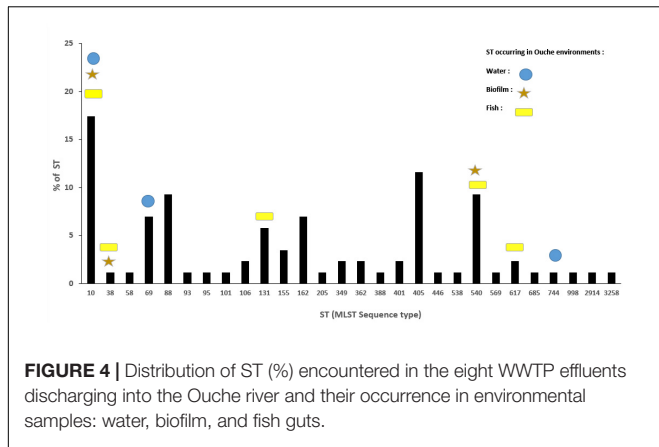 25
20
15
10
5
0
% of ST
10 38 58 69 88 93 95 101 106 131 155 162 205 349 362 388 401 405 446 538 540 569 617 685 744 998 2914 3258
ST (MLST Sequence type)
ST occurring in Ouche environments :
Water :
Biofilm :
Fish :
FIGURE 4 | Distribution of ST (%) encountered in the eight WWTP effluents
discharging into the Ouche river and their occurrence in environmental
samples: water, biofilm, and fish guts.